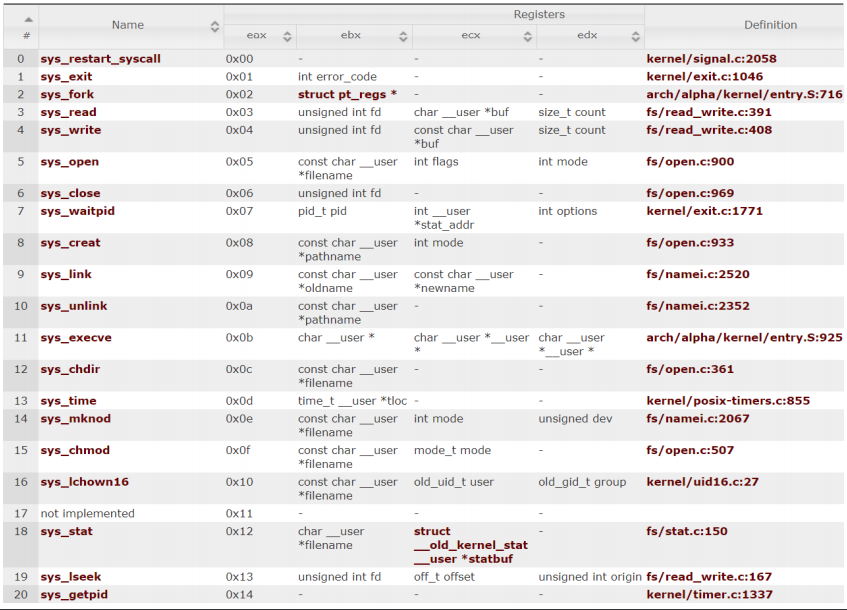 Registers
# Name eax ebx ecx edx Definition
0 sys_restart_syscall 0x00 - - - kernel/signal.c:2058
1 sys_exit 0x01 int error_code - - kernel/exit.c:1046
2 sys_fork 0x02 struct pt_regs * - - arch/alpha/kernel/entry.S:716
3 sys_read 0x03 unsigned int fd char __user *buf size_t count fs/read_write.c:391
4 sys_write 0x04 unsigned int fd const char __user size_t count fs/read_write.c:408
*buf
5 sys_open 0x05 const char __user int flags int mode fs/open.c:900
*filename
6 sys_close 0x06 unsigned int fd - - fs/open.c:969
7 sys_waitpid 0x07 pid_t pid int __user int options kernel/exit.c:1771
*stat_addr
8 sys_creat 0x08 const char __user int mode - fs/open.c:933
*pathname
9 sys_link 0x09 const char __user const char __user - fs/namei.c:2520
*oldname *newname
10 sys_unlink 0x0a const char __user - - fs/namei.c:2352
*pathname
11 sys_execve 0x0b char __user * char __user *__user char __user arch/alpha/kernel/entry.S:925
* *__user *
12 sys_chdir 0x0c const char __user - - fs/open.c:361
*filename
13 sys_time 0x0d time_t __user *tloc - - kernel/posix-timers.c:855
14 sys_mknod 0x0e const char __user int mode unsigned dev fs/namei.c:2067
*filename
15 sys_chmod 0x0f const char __user mode_t mode - fs/open.c:507
*filename
16 sys_lchown16 0x10 const char __user old_uid_t user old_gid_t group kernel/uid16.c:27
*filename
17 not implemented 0x11 - - -
18 sys_stat 0x12 char __user struct - fs/stat.c:150
*filename __old_kernel_stat
__user *statbuf
19 sys_lseek 0x13 unsigned int fd off_t offset unsigned int origin fs/read_write.c:167
20 sys_getpid 0x14 - - - kernel/timer.c:1337